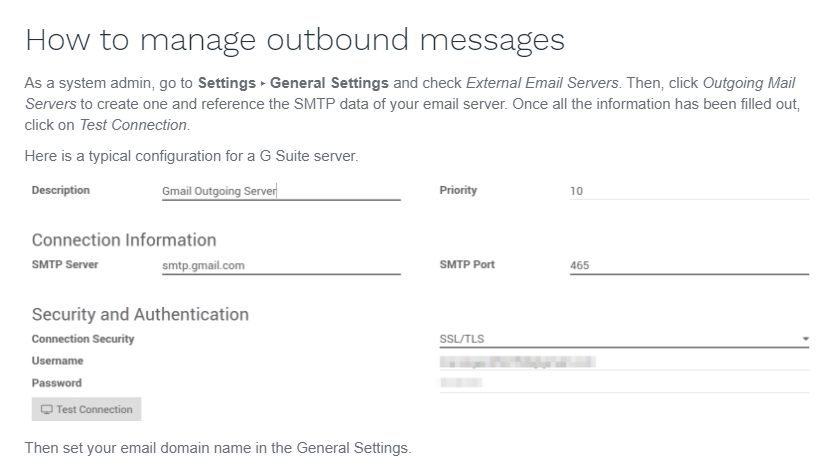 How to manage outbound messages
As a system admin, go to Settings ‣ General Settings and check External Email Servers. Then, click Outgoing Mail
Servers to create one and reference the SMTP data of your email server. Once all the information has been filled out,
click on Test Connection.
Here is a typical configuration for a G Suite server.
Description Gmail Outgoing Server Priority 10
Connection Information
SMTP Server smtp.gmail.com SMTP Port 465
Security and Authentication
Connection Security SSL/TLS
Username
Password
Test Connection
Then set your email domain name in the General Settings.